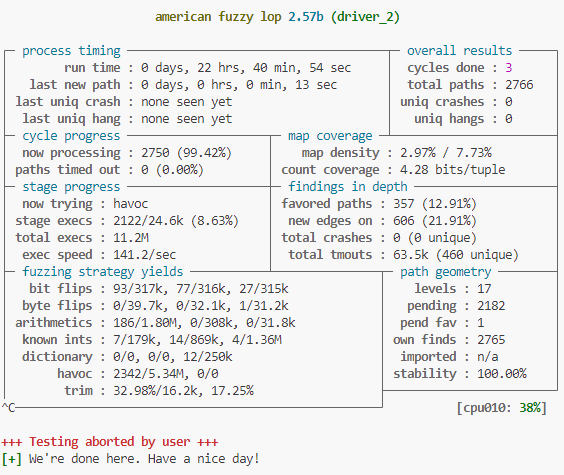 american fuzzy lop 2.57b (driver_2)
process timing overall results
run time : 0 days, 22 hrs, 40 min, 54 sec cycles done : 3
last new path : 0 days, 0 hrs, 0 min, 13 sec total paths : 2766
last uniq crash : none seen yet uniq crashes : 0
last uniq hang : none seen yet uniq hangs : 0
cycle progress map coverage
now processing : 2750 (99.42%) map density : 2.97% / 7.73%
paths timed out : 0 (0.00%) count coverage : 4.28 bits/tuple
stage progress findings in depth
now trying : havoc favored paths : 357 (12.91%)
stage execs : 2122/24.6k (8.63%) new edges on : 606 (21.91%)
total execs : 11.2M total crashes : 0 (0 unique)
exec speed : 141.2/sec total tmouts : 63.5k (460 unique)
fuzzing strategy yields path geometry
bit flips : 93/317k, 77/316k, 27/315k levels : 17
byte flips : 0/39.7k, 0/32.1k, 1/31.2k pending : 2182
arithmetics : 186/1.80M, 0/308k, 0/31.8k pend fav : 1
known ints : 7/179k, 14/869k, 4/1.36M own finds : 2765
dictionary : 0/0, 0/0, 12/250k imported : n/a
havoc : 2342/5.34M, 0/0 stability : 100.00%
trim : 32.98%/16.2k, 17.25%
^C [cpu010: 38%]
+++ Testing aborted by user +++
[+] We're done here. Have a nice day!